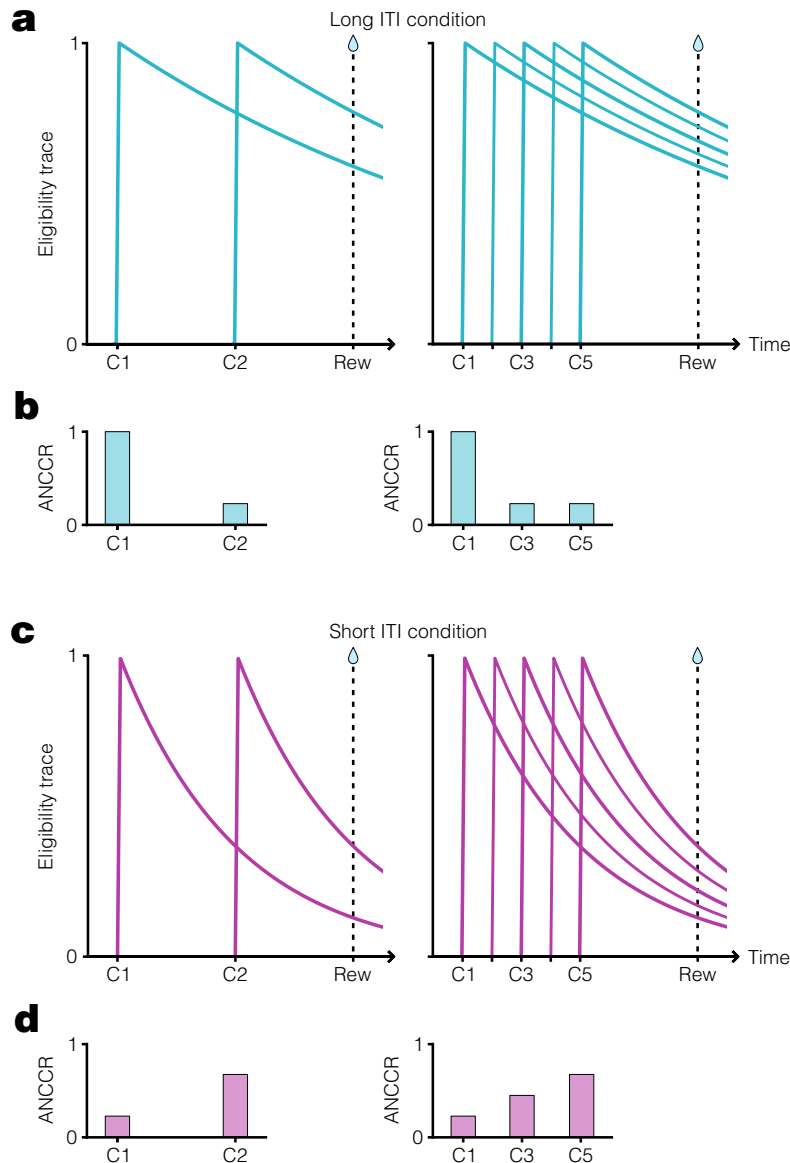 a
Long ITI condition
1
Eligibility trace
0
C1 C2 Rew
C1 C3 C5 Rew
Time
b
1
ANCCR
0
C1 C2
1
ANCCR
0
C1 C3 C5
c
Short ITI condition
1
Eligibility trace
0
C1 C2 Rew
C1 C3 C5 Rew
Time
d
1
ANCCR
0
C1 C2
1
ANCCR
0
C1 C3 C5